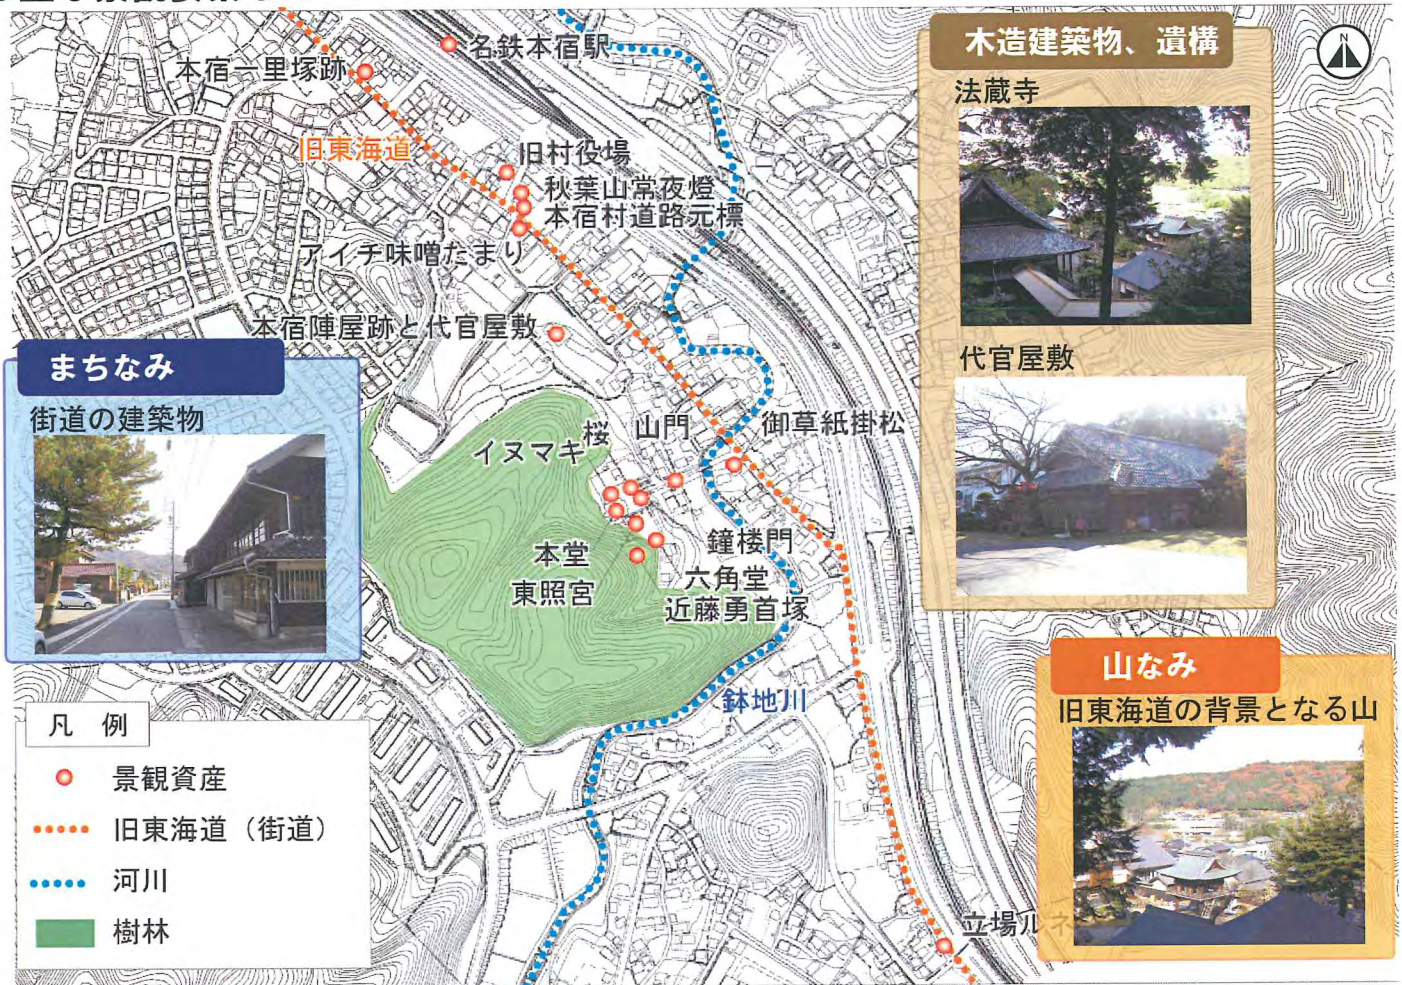 木造建築物、遺構
N
法蔵寺
代官屋敷
名鉄本宿駅
本宿一里塚跡
旧東海道
旧村役場
秋葉山常夜燈
本宿村道路元標
アイチ味噌たまり
本宿陣屋跡と代官屋敷
まちなみ
街道の建築物
桜
山門
御草紙掛松
イヌマキ
本堂
鐘楼門
東照宮
六角堂
近藤勇首塚
鉢地川
山なみ
旧東海道の背景となる山
立場ルネ
凡 例
景観資産
旧東海道（街道）
河川
樹林